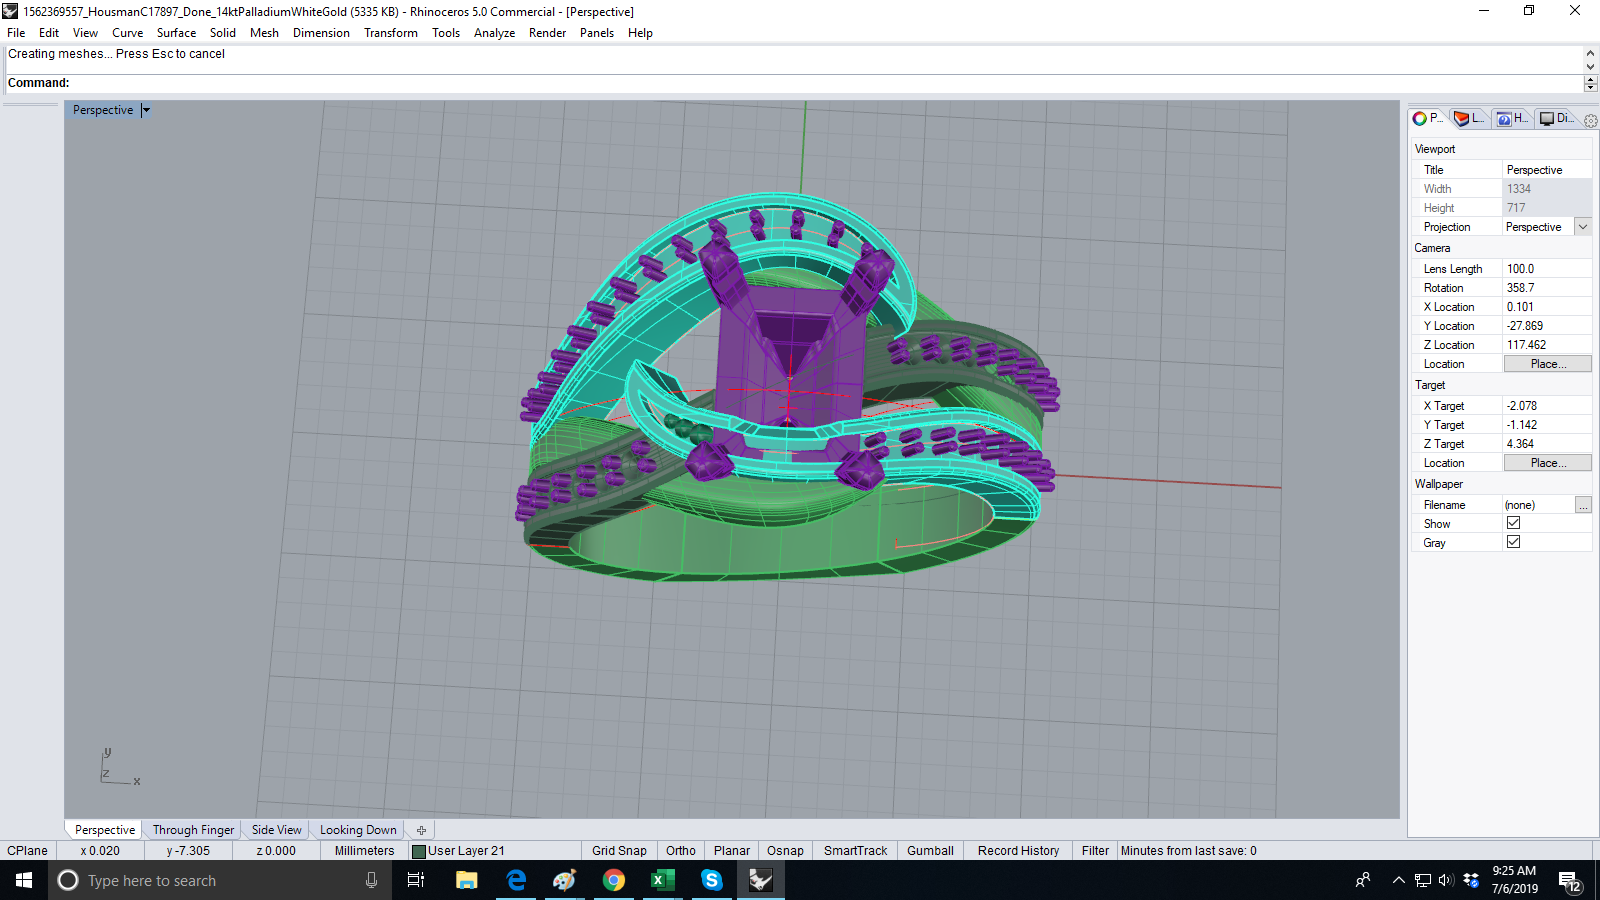 1562369557_HousmanC17897_Done_14ktPalladiumWhiteGold (5335 KB) - Rhinoceros 5.0 Commercial - [Perspective]
File Edit View Curve Surface Solid Mesh Dimension Transform Tools Analyze Render Panels Help
Creating meshes... Press Esc to cancel
Command:
Perspective
P... L... H... Di...
Viewport
Title Perspective
Width 1334
Height 717
Projection Perspective
Camera
Lens Length 100.0
Rotation 358.7
X Location 0.101
Y Location -27.869
Z Location 117.462
Location Place...
Target
X Target -2.078
Y Target -1.142
Z Target 4.364
Location Place...
Wallpaper
Filename (none) ...
Show
Gray
y
z
x
Perspective Through Finger Side View Looking Down
CPlane x 0.020 y -7.305 z 0.000 Millimeters User Layer 21 Grid Snap Ortho Planar Osnap SmartTrack Gumball Record History Filter Minutes from last save: 0
Type here to search
9:25 AM
7/6/2019
12